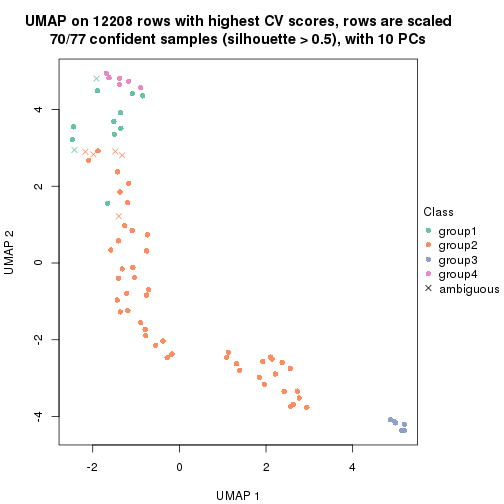 UMAP on 12208 rows with highest CV scores, rows are scaled
70/77 confident samples (silhouette > 0.5), with 10 PCs
4
2
0
-2
-4
UMAP 2
-2
0
2
4
UMAP 1
Class
group1
group2
group3
group4
ambiguous